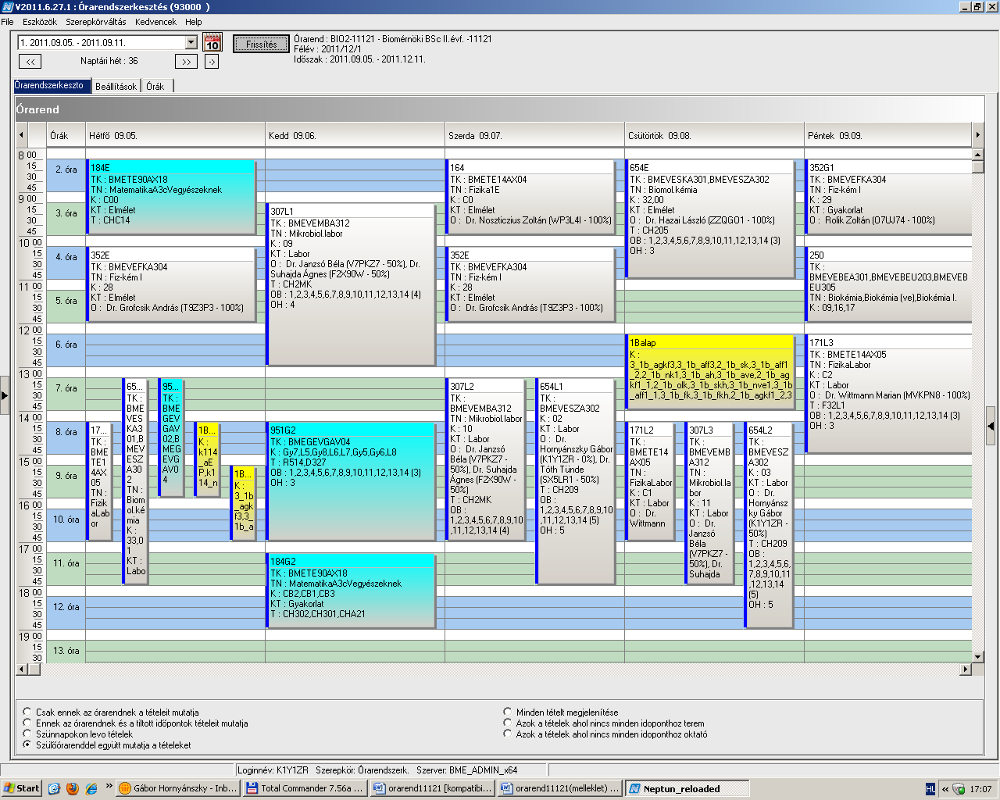 V2011.6.27.1 : Órarendszerkesztés (93000  )
File Eszközök Szerepkörváltás Kedvencek Help
1. 2011.09.05. - 2011.09.11.
10
Frissítés
Órarend : BIO2-11121 - Biomérnöki BSc II.évf. -11121
Félév : 2011/12/1
Időszak : 2011.09.05. - 2011.12.11.
<< Naptári hét : 36 >> ->
Órarendszerkeszto Beállítások Órák
Órarend
Órák Hétfő 09.05. Kedd 09.06. Szerda 09.07. Csütörtök 09.08. Péntek 09.09.
8 00
15
30
45
9 00
15
30
45
10 00
15
30
45
11 00
15
30
45
12 00
15
30
45
13 00
15
30
45
14 00
15
30
45
15 00
15
30
45
16 00
15
30
45
17 00
15
30
45
18 00
15
30
45
19 00
15
30
2. óra
3. óra
4. óra
5. óra
6. óra
7. óra
8. óra
9. óra
10. óra
11. óra
12. óra
13. óra
184E
TK : BMETE90AX18
TN : MatematikaA3cVegyészeknek
K : C00
KT : Elmélet
T : CHC14
352E
TK : BMEVEFKA304
TN : Fiz-kém I
K : 28
KT : Elmélet
O : Dr. Grofcsik András (T9Z3P3 - 100%)
17...
TK :
BME
TE1
4AX
05
TN :
Fizik
aLab
or
65...
TK :
BME
VES
KA3
01,B
MEV
ESZ
A30
2
TN :
Biom
ol.ké
mia
K :
33,0
1
KT :
Labo
95...
TK :
BME
GEV
GAV
02,B
MEG
EVG
AV0
4
1B...
K :
k114
_aE
P,k1
14_n
1B...
K :
3_1b
_agk
f3,3_
1b_a
307L1
TK : BMEVEMBA312
TN : Mikrobiol.labor
K : 09
KT : Labor
O : Dr. Janzsó Béla (V7PKZ7 - 50%), Dr.
Suhajda Ágnes (F2X90W - 50%)
T : CH2MK
OB : 1,2,3,4,5,6,7,8,9,10,11,12,13,14 (4)
OH : 4
951G2
TK : BMEGEVGAV04
K : Gy7,L5,Gy8,L6,L7,Gy5,Gy6,L8
T : R514,D327
OB : 1,2,3,4,5,6,7,8,9,10,11,12,13,14 (3)
OH : 3
184G2
TK : BMETE90AX18
TN : MatematikaA3cVegyészeknek
K : CB2,CB1,CB3
KT : Gyakorlat
T : CH302,CH301,CHA21
164
TK : BMETE14AX04
TN : Fizika1E
K : C0
KT : Elmélet
O : Dr. Noszticzius Zoltán (WP3L4I - 100%)
352E
TK : BMEVEFKA304
TN : Fiz-kém I
K : 28
KT : Elmélet
O : Dr. Grofcsik András (T9Z3P3 - 100%)
307L2
TK :
BMEVEMBA312
TN : Mikrobiol.labor
K : 10
KT : Labor
O : Dr. Janzsó
Béla (V7PKZ7 -
50%), Dr. Suhajda
Ágnes (F2X90W -
50%)
T : CH2MK
OB :
1,2,3,4,5,6,7,8,9,10
,11,12,13,14 (4)
654L1
TK :
BMEVESZA302
K : 02
KT : Labor
O : Dr.
Hornyánszky Gábor
(K1Y1ZR - 0%), Dr.
Tóth Tünde
(SX5LR1 - 50%)
T : CH209
OB :
1,2,3,4,5,6,7,8,9,10
,11,12,13,14 (5)
OH : 5
654E
TK : BMEVESKA301,BMEVESZA302
TN : Biomol.kémia
K : 32,00
KT : Elmélet
O : Dr. Hazai László (ZZQGO1 - 100%)
T : CH205
OB : 1,2,3,4,5,6,7,8,9,10,11,12,13,14 (3)
OH : 3
1Balap
K :
3_1b_agkf3,3_1b_aff3,2_1b_sk,3_1b_aff1
_2,2_1b_nk1,3_1b_ah,3_1b_ave,2_1b_ag
kf1_1,2_1b_olk,3_1b_skh,3_1b_nve1,3_1b
_aff1_1,3_1b_fk,3_1b_fkh,2_1b_agkf1_2,3
171L2
TK :
BMETE14
AX05
TN :
FizikaLabor
K : C1
KT : Labor
O : Dr.
Wittmann
307L3
TK :
BMEVEMB
A312
TN :
Mikrobiol.la
bor
K : 11
KT : Labor
O : Dr.
Janzsó
Béla
(V7PKZ7 -
50%), Dr.
Suhajda
654L2
TK :
BMEVESZ
A302
K : 03
KT : Labor
O : Dr.
Hornyánsz
ky Gábor
(K1Y1ZR -
50%)
T : CH209
OB :
1,2,3,4,5,6,
7,8,9,10,11
,12,13,14
(5)
OH : 5
352G1
TK : BMEVEFKA304
TN : Fiz-kém I
K : 29
KT : Gyakorlat
O : Rolik Zoltán (O7UJ74 - 100%)
250
TK :
BMEVEBEA301,BMEVEBEU203,BMEVEB
EU305
TN : Biokémia,Biokémia (ve),Biokémia I.
K : 09,16,17
171L3
TK : BMETE14AX05
TN : FizikaLabor
K : C2
KT : Labor
O : Dr. Wittmann Marian (MVKPN8 - 100%)
T : F32L1
OB : 1,2,3,4,5,6,7,8,9,10,11,12,13,14 (3)
OH : 3
Csak ennek az órarendnek a tételeit mutatja
Ennek az órarendnek és a tiltott időpontok tételeit mutatja
Szünnapokon levo tételek
Szülőórarenddel együtt mutatja a tételeket
Minden tételt megjelenítése
Azok a tételek ahol nincs minden idoponthoz terem
Azok a tételek ahol nincs minden idoponthoz oktató
Loginnév: K1Y1ZR Szerepkör: Órarendszerk. Szerver: BME_ADMIN_x64
Start » Gábor Hornyánszky - Inb... Total Commander 7.56a ... orarend11121 [kompatibi... orarend11121(melleklet) ... Neptun_reloaded HU « 17:07